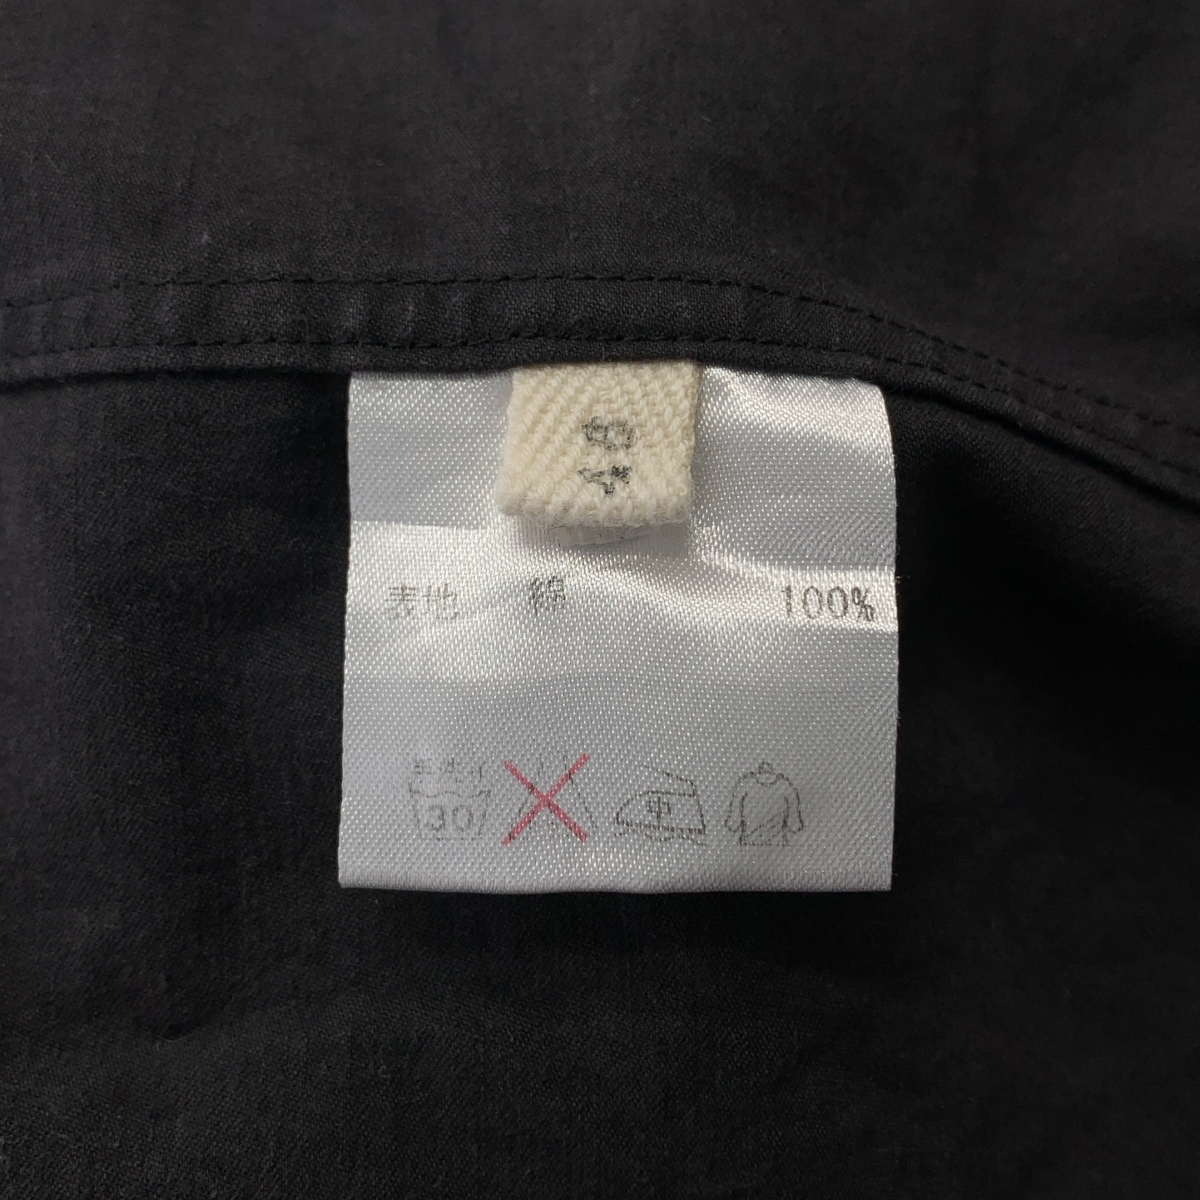 48
表地 綿 100%
手洗イ
30
中